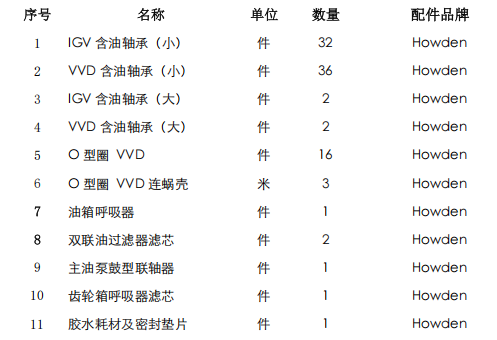 序号 名称 单位 数量 配件品牌
1 IGV 含油轴承（小） 件 32 Howden
2 VVD 含油轴承（小） 件 36 Howden
3 IGV 含油轴承（大） 件 2 Howden
4 VVD 含油轴承（大） 件 2 Howden
5 O 型圈 VVD 件 16 Howden
6 O 型圈 VVD 连蜗壳 米 3 Howden
7 油箱呼吸器 件 1 Howden
8 双联油过滤器滤芯 件 2 Howden
9 主油泵鼓型联轴器 件 1 Howden
10 齿轮箱呼吸器滤芯 件 1 Howden
11 胶水耗材及密封垫片 件 1 Howden